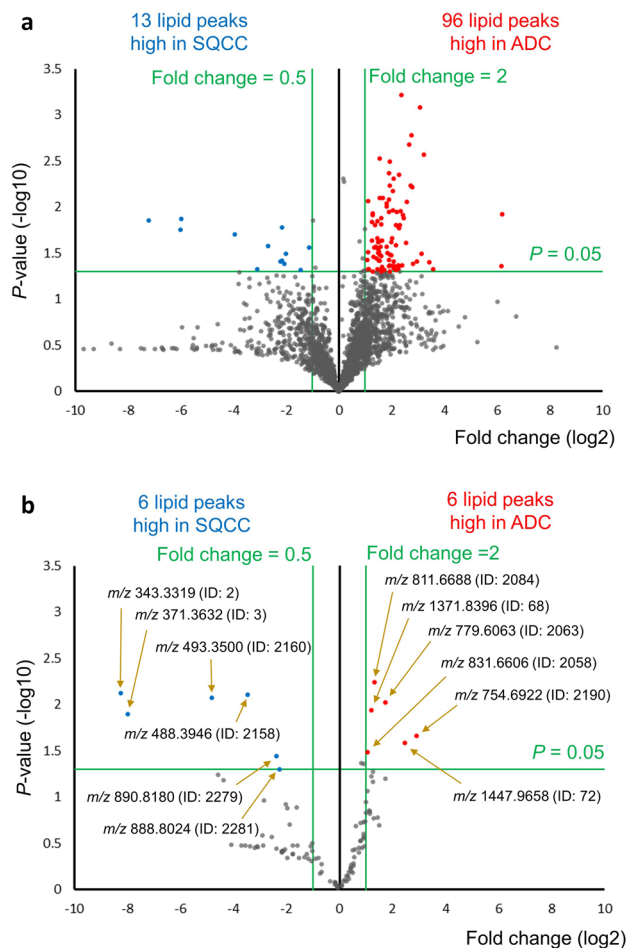 a
13 lipid peaks
high in SQCC
96 lipid peaks
high in ADC
Fold change = 0.5
Fold change = 2
P-value (-log10)
3.5
3
2.5
2
1.5
1
0.5
0
P = 0.05
-10 -8 -6 -4 -2 0 2 4 6 8 10
Fold change (log2)
b
6 lipid peaks
high in SQCC
6 lipid peaks
high in ADC
Fold change = 0.5
Fold change =2
P-value (-log10)
3.5
3
2.5
2
1.5
1
0.5
0
m/z 343.3319 (ID: 2)
m/z 371.3632 (ID: 3)
m/z 493.3500 (ID: 2160)
m/z 488.3946 (ID: 2158)
m/z 890.8180 (ID: 2279)
m/z 888.8024 (ID: 2281)
m/z 811.6688 (ID: 2084)
m/z 1371.8396 (ID: 68)
m/z 779.6063 (ID: 2063)
m/z 831.6606 (ID: 2058)
m/z 754.6922 (ID: 2190)
P = 0.05
m/z 1447.9658 (ID: 72)
-10 -8 -6 -4 -2 0 2 4 6 8 10
Fold change (log2)